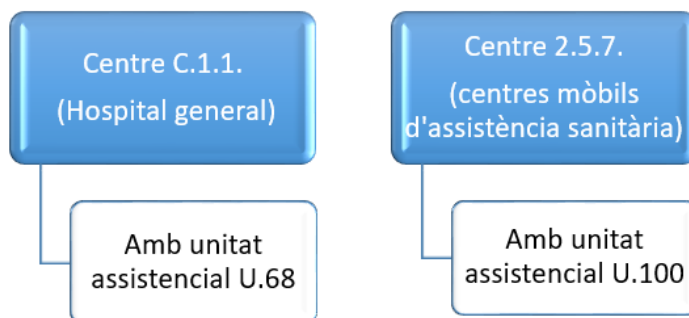 Centre C.1.1.
(Hospital general)
Amb unitat
assistencial U.68
Centre 2.5.7.
(centres mòbils
d'assistència sanitària)
Amb unitat
assistencial U.100